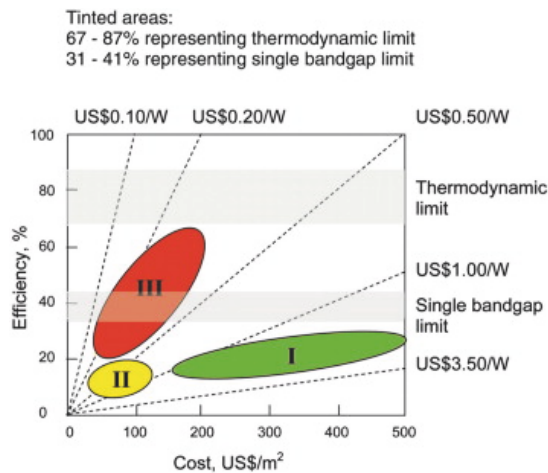 Tinted areas:
67 - 87% representing thermodynamic limit
31 - 41% representing single bandgap limit
US$0.10/W US$0.20/W US$0.50/W
100
80
60
40
20
0
Efficiency, %
Thermodynamic
limit
US$1.00/W
Single bandgap
limit
US$3.50/W
III
II
I
0 100 200 300 400 500
Cost, US$/m²